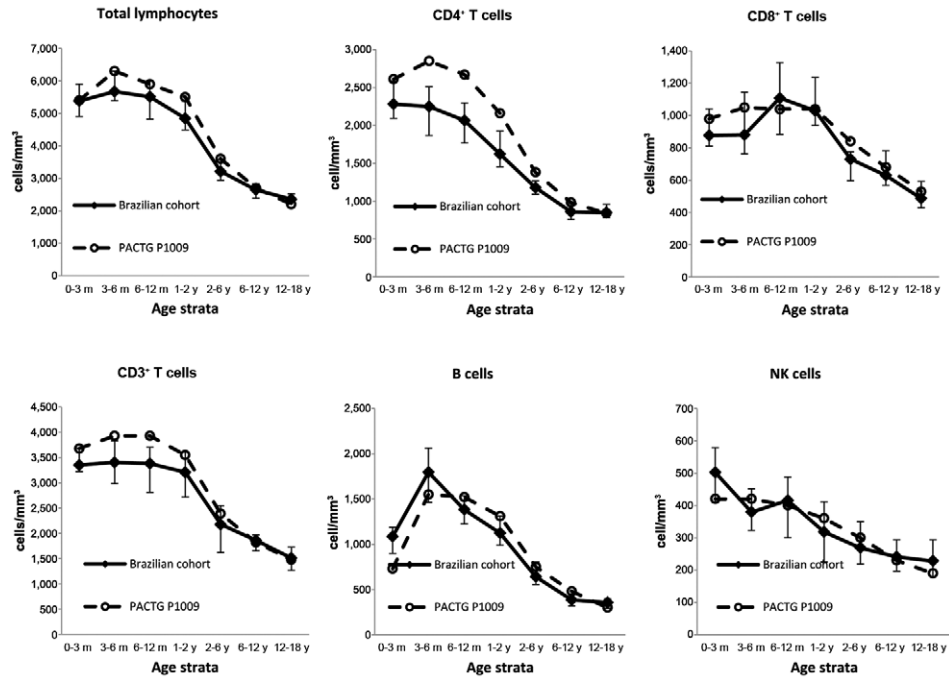 Total lymphocytes
7,000
6,000
5,000
4,000
3,000
2,000
1,000
0
cells/mm³
Brazilian cohort
PACTG P1009
0-3 m 3-6 m 6-12 m 1-2 y 2-6 y 6-12 y 12-18 y
Age strata
CD4⁺ T cells
3,000
2,500
2,000
1,500
1,000
500
0
cell/mm³
Brazilian cohort
PACTG P1009
0-3 m 3-6 m 6-12 m 1-2 y 2-6 y 6-12 y 12-18 y
Age strata
CD8⁺ T cells
1,400
1,200
1,000
800
600
400
200
0
cells/mm³
Brazilian cohort
PACTG P1009
0-3 m 3-6 m 6-12 m 1-2 y 2-6 y 6-12 y 12-18 y
Age strata
CD3⁺ T cells
4,500
4,000
3,500
3,000
2,500
2,000
1,500
1,000
500
0
cells/mm³
Brazilian cohort
PACTG P1009
0-3 m 3-6 m 6-12 m 1-2 y 2-6 y 6-12 y 12-18 y
Age strata
B cells
2,500
2,000
1,500
1,000
500
0
cell/mm³
Brazilian cohort
PACTG P1009
0-3 m 3-6 m 6-12 m 1-2 y 2-6 y 6-12 y 12-18 y
Age strata
NK cells
700
600
500
400
300
200
100
0
cells/mm³
Brazilian cohort
PACTG P1009
0-3 m 3-6 m 6-12 m 1-2 y 2-6 y 6-12 y 12-18 y
Age strata